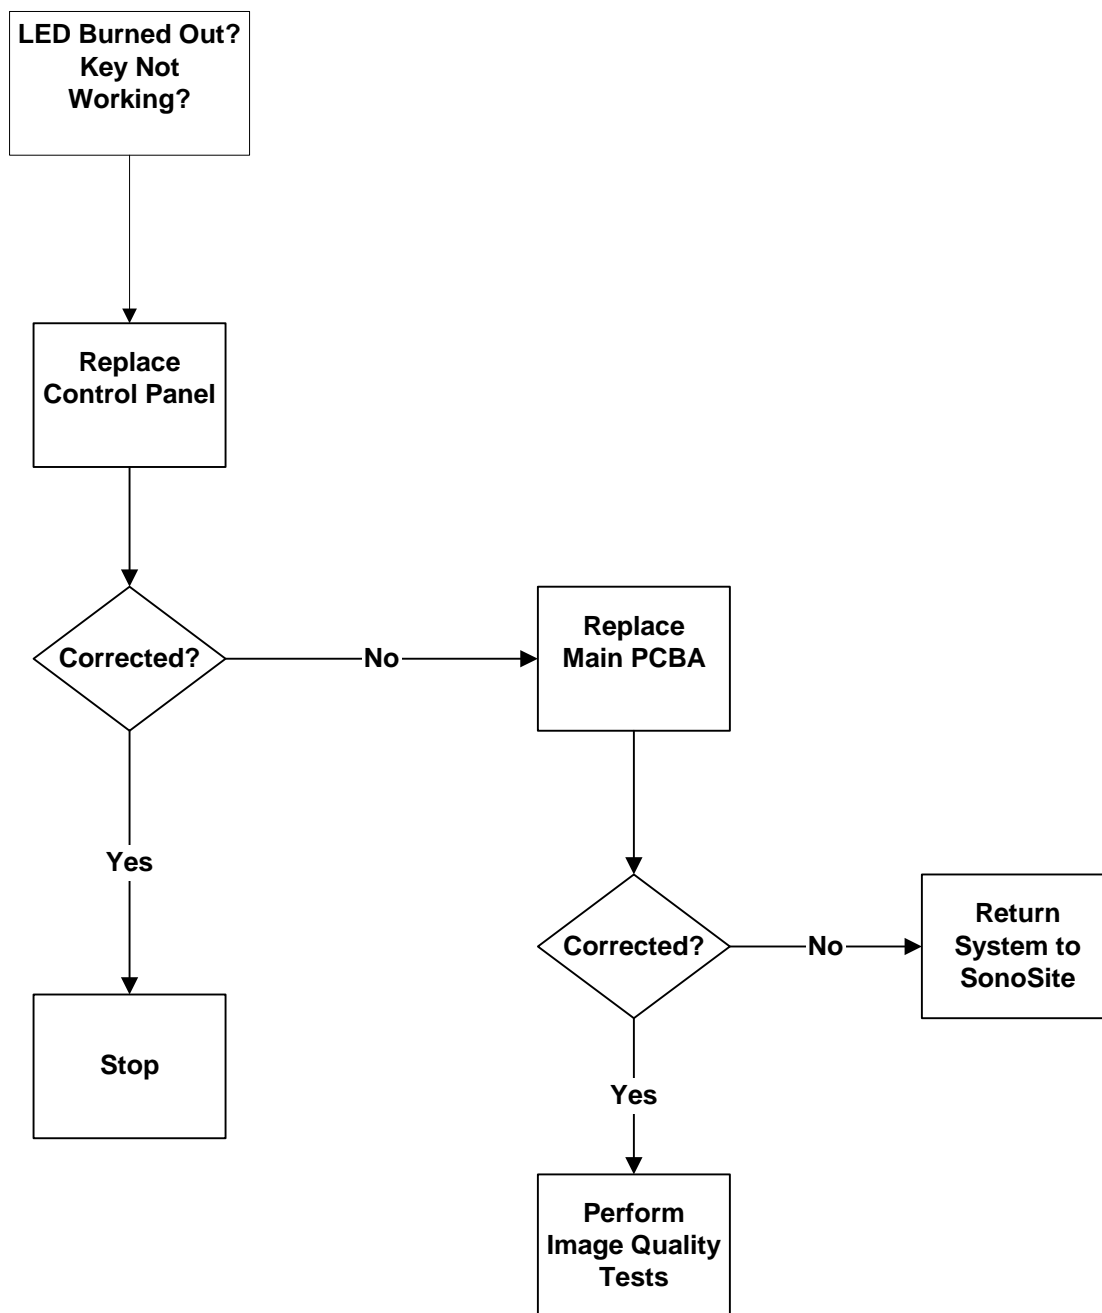 LED Burned Out?
Key Not
Working?
Replace
Control Panel
Corrected?
No
Replace
Main PCBA
Yes
Corrected?
No
Return
System to
SonoSite
Stop
Yes
Perform
Image Quality
Tests